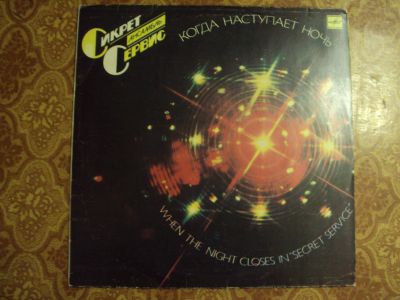 Сикрет
АНСАМБЛЬ
Сервис
КОГДА НАСТУПАЕТ НОЧЬ
WHEN THE NIGHT CLOSES IN "SECRET SERVICE"